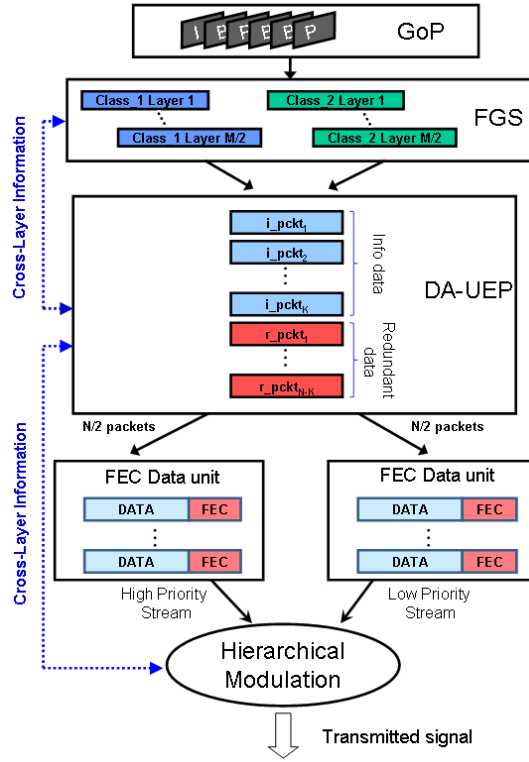 I B P B B P
GoP
Class_1 Layer 1
Class_2 Layer 1
FGS
Class_1 Layer M/2
Class_2 Layer M/2
Cross-Layer Information
i_pckt1
i_pckt2
i_pcktK
Info data
DA-UEP
r_pckt1
r_pcktN-K
Redundant
data
N/2 packets
N/2 packets
Cross-Layer Information
FEC Data unit
DATA FEC
DATA FEC
FEC Data unit
DATA FEC
DATA FEC
High Priority
Stream
Low Priority
Stream
Hierarchical
Modulation
Transmitted signal